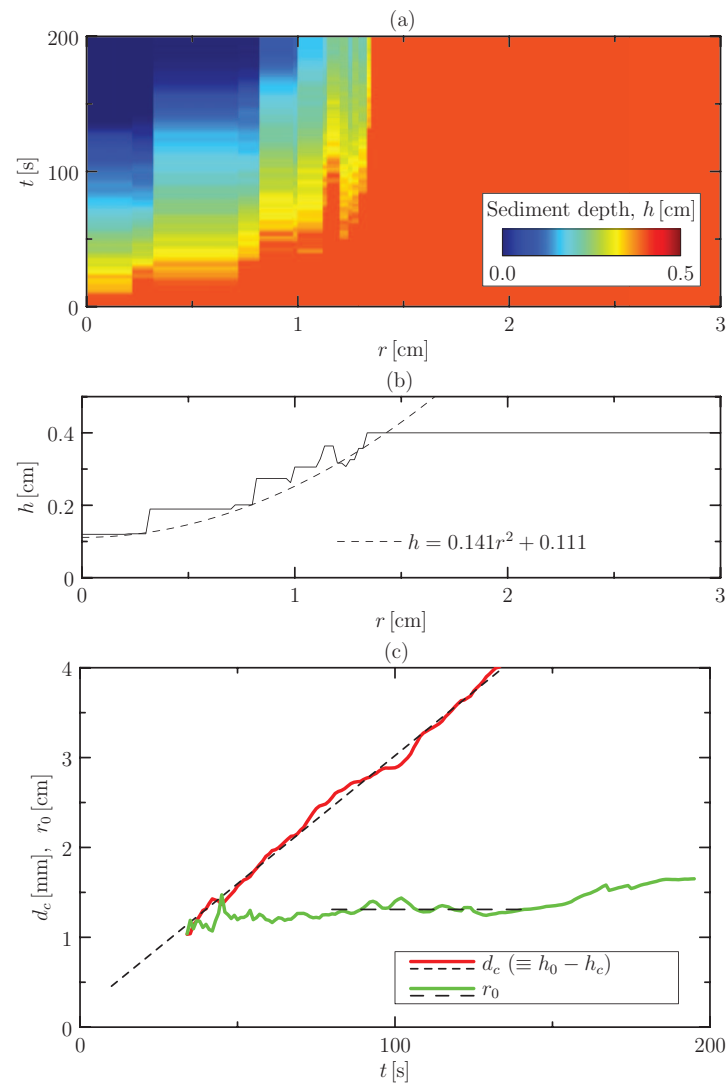 (a)
200
100
0
t [s]
Sediment depth, h [cm]
0.0 0.5
0 1 2 3
r [cm]
(b)
0.4
0.2
0
h [cm]
h = 0.141r² + 0.111
0 1 2 3
r [cm]
(c)
4
3
2
1
0
d_c [mm], r_0 [cm]
d_c (≡ h_0 − h_c)
r_0
0 100 200
t [s]